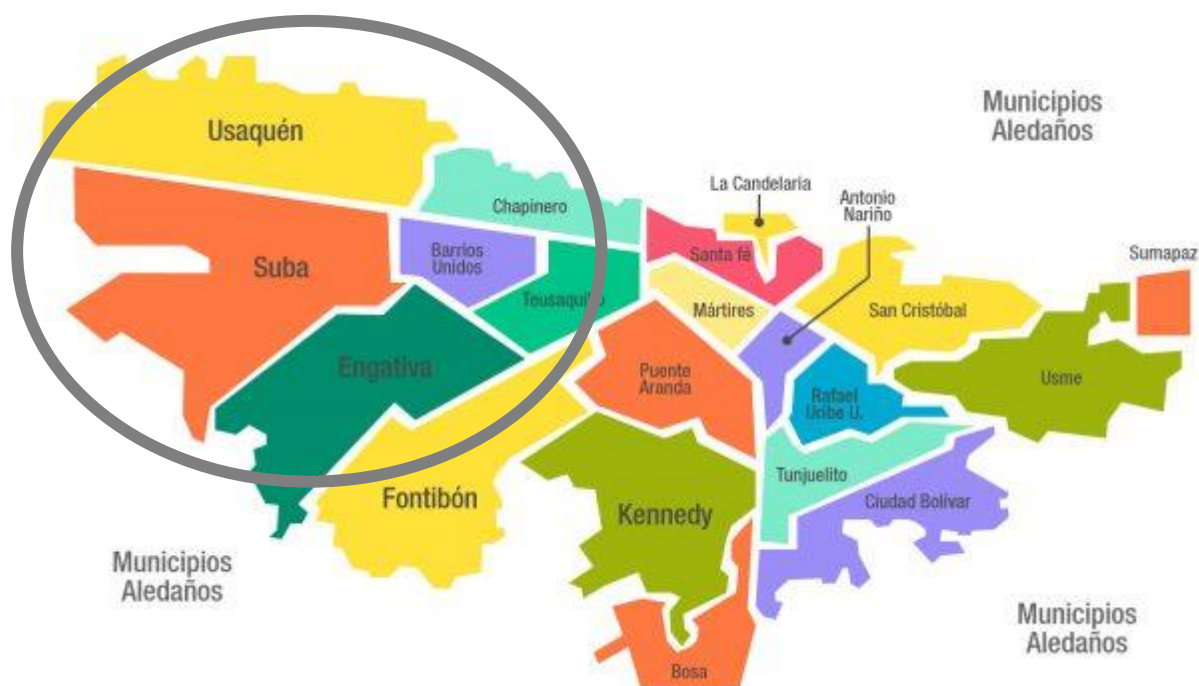 Municipios
Aledaños
Usaquén
La Candelaria
Antonio
Nariño
Chapinero
Barrios
Unidos
Santa fé
Sumapaz
Suba
Teusaquillo
Mártires
San Cristóbal
Engativa
Puente
Aranda
Usme
Rafael
Uribe U.
Tunjuelito
Fontibón
Kennedy
Ciudad Bolívar
Municipios
Aledaños
Municipios
Aledaños
Bosa